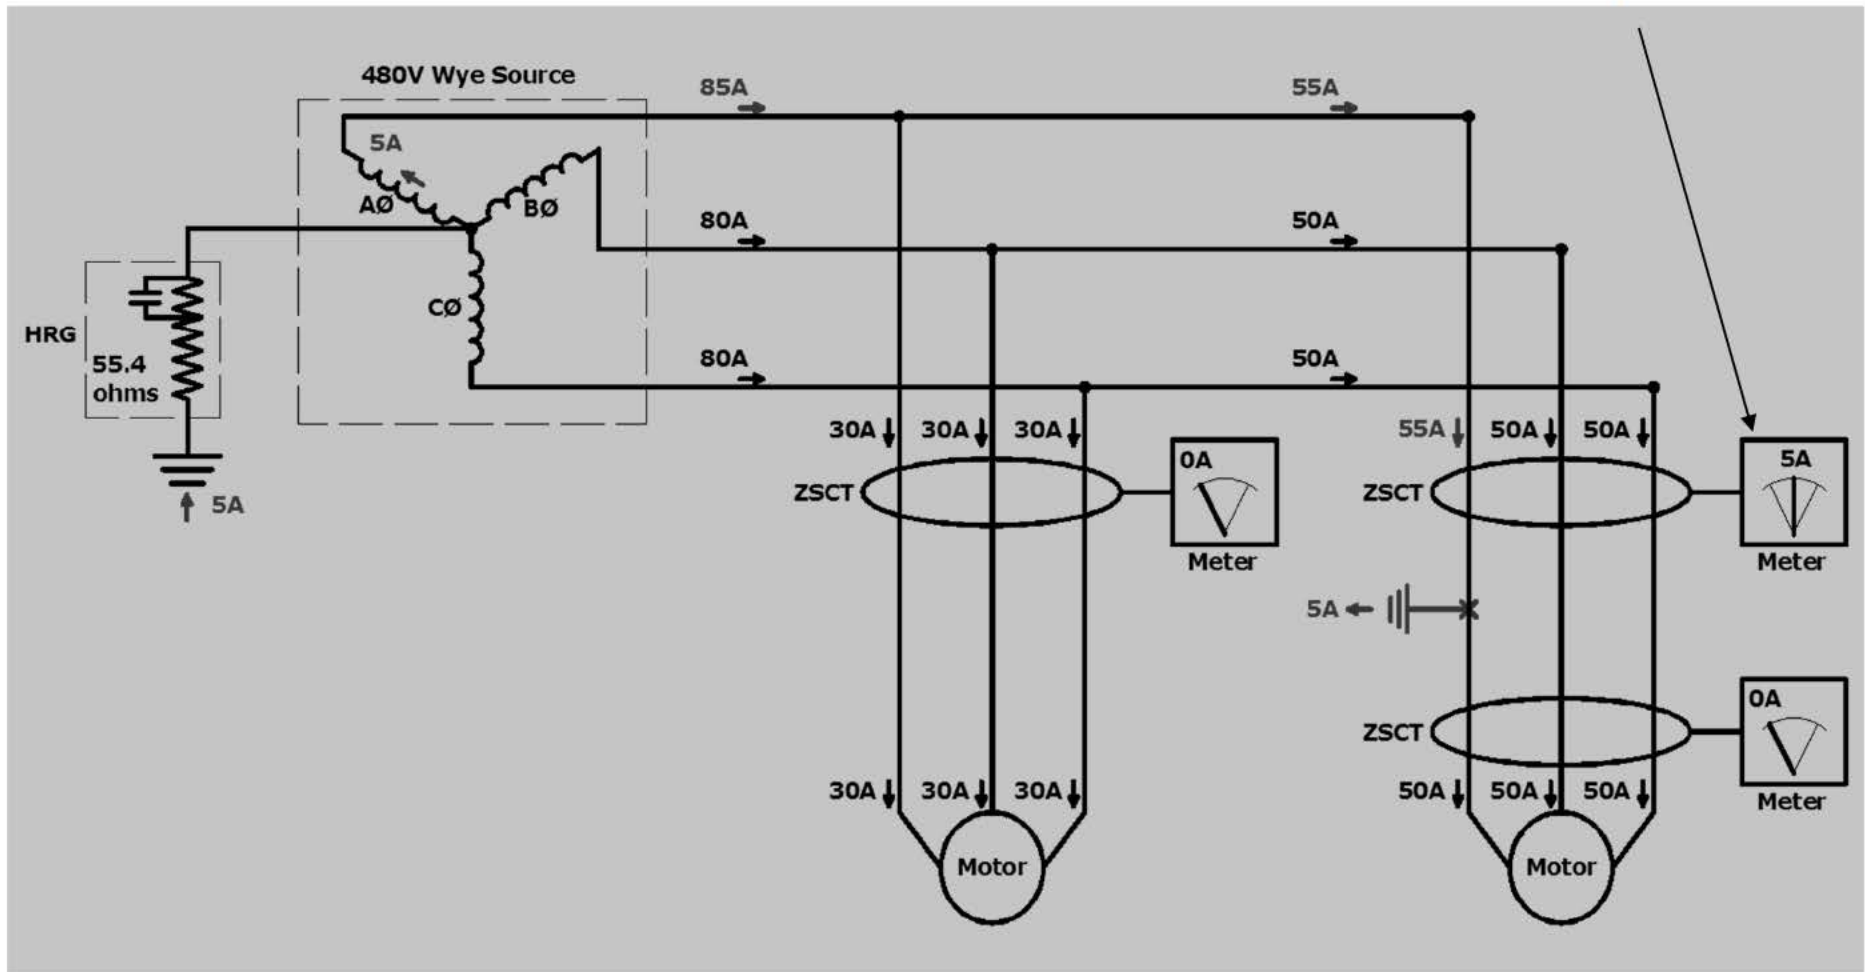 480V Wye Source
85A
55A
5A
AØ
BØ
80A
50A
CØ
HRG
55.4
ohms
80A
50A
5A
30A
30A
30A
55A
50A
50A
ZSCT
0A
Meter
ZSCT
5A
Meter
5A
ZSCT
0A
Meter
30A
30A
30A
50A
50A
50A
Motor
Motor